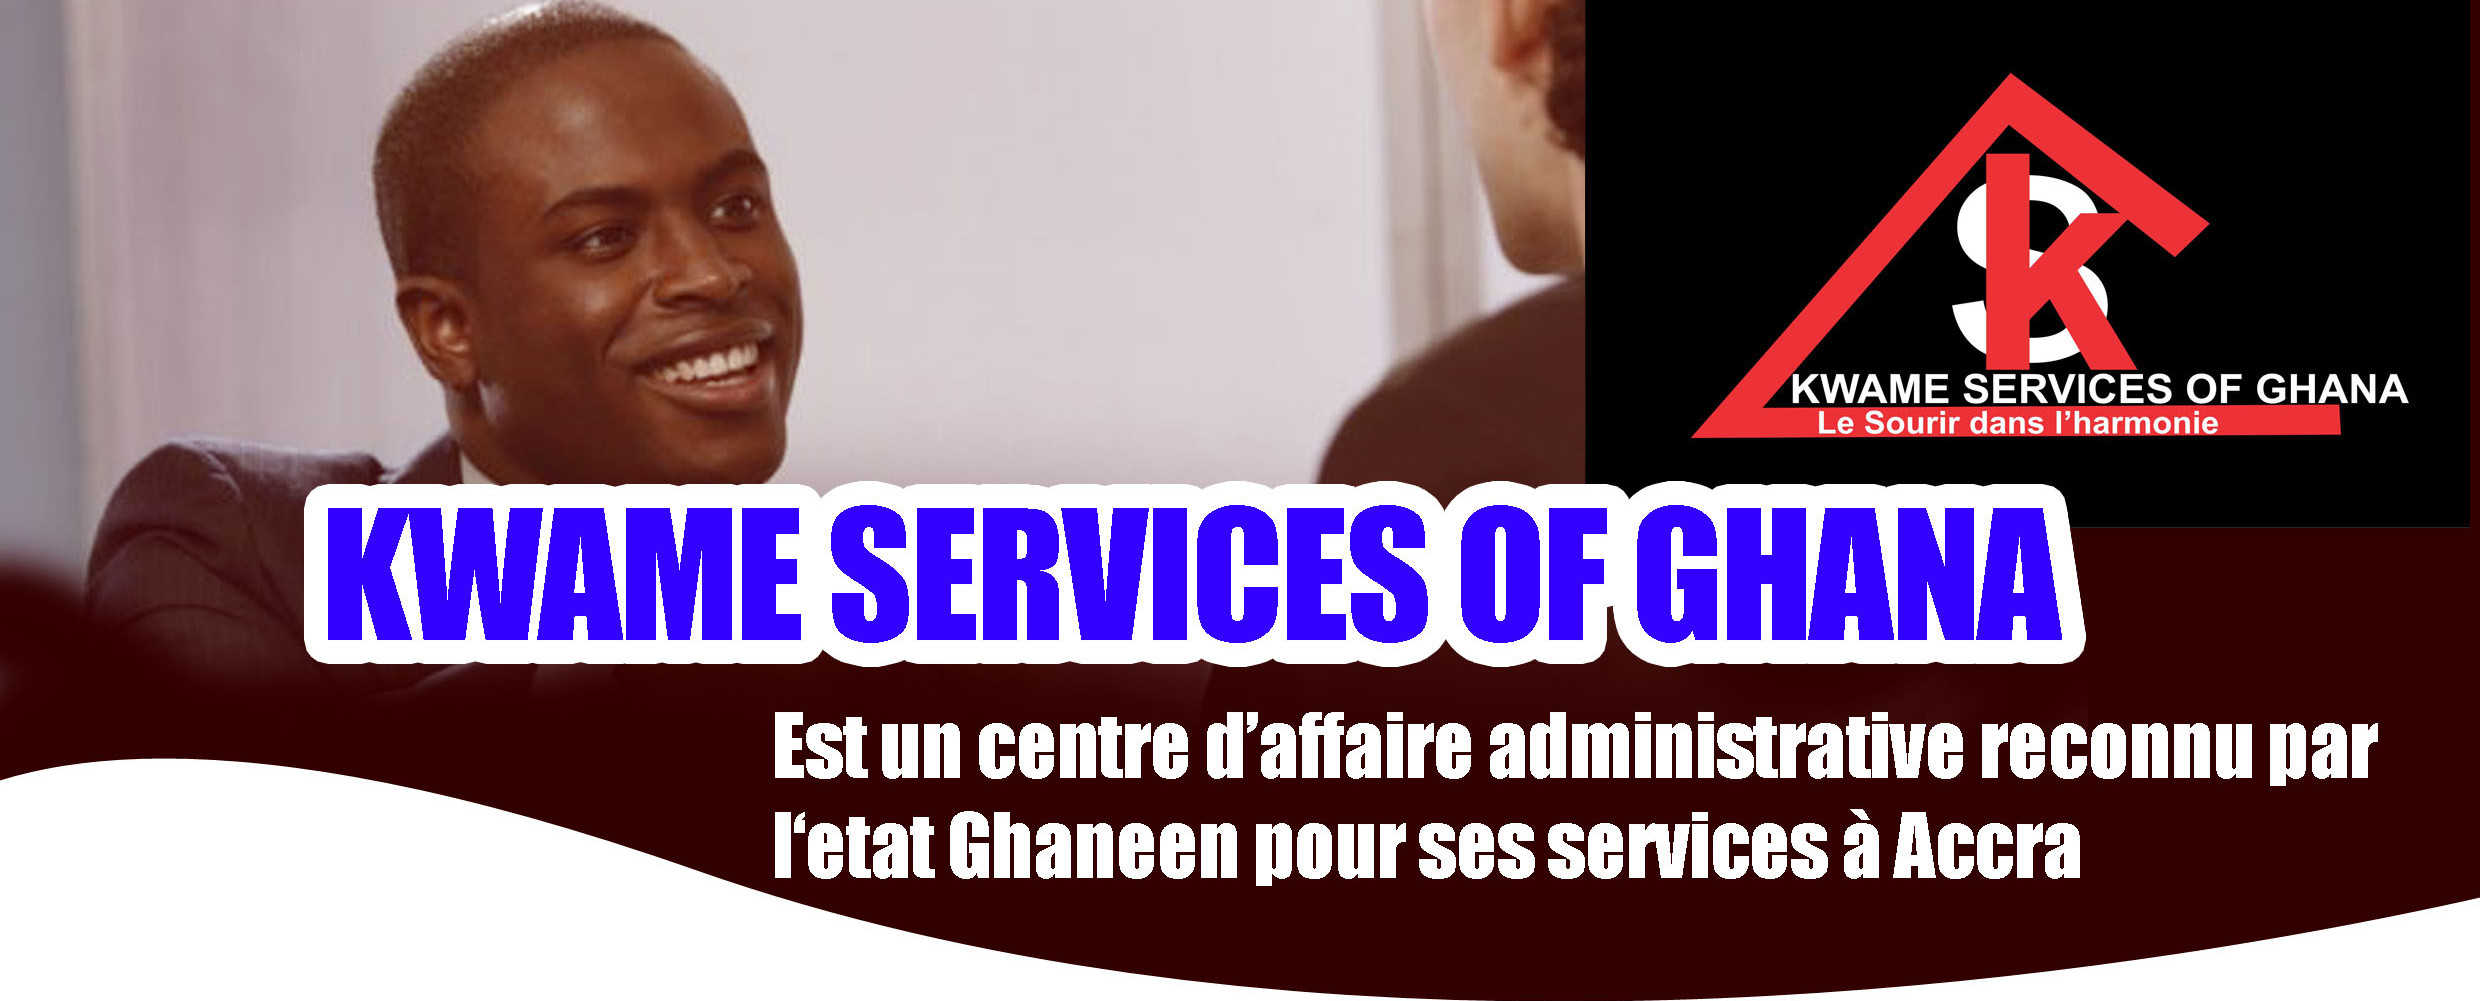 SK
KWAME SERVICES OF GHANA
Le Sourir dans l'harmonie
KWAME SERVICES OF GHANA
Est un centre d'affaire administrative reconnu par
l‘etat Ghaneen pour ses services à Accra